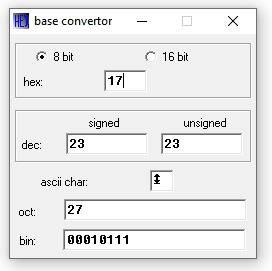 HEX base convertor
8 bit 16 bit
hex: 17
signed unsigned
dec: 23 23
ascii char: ↨
oct: 27
bin: 00010111